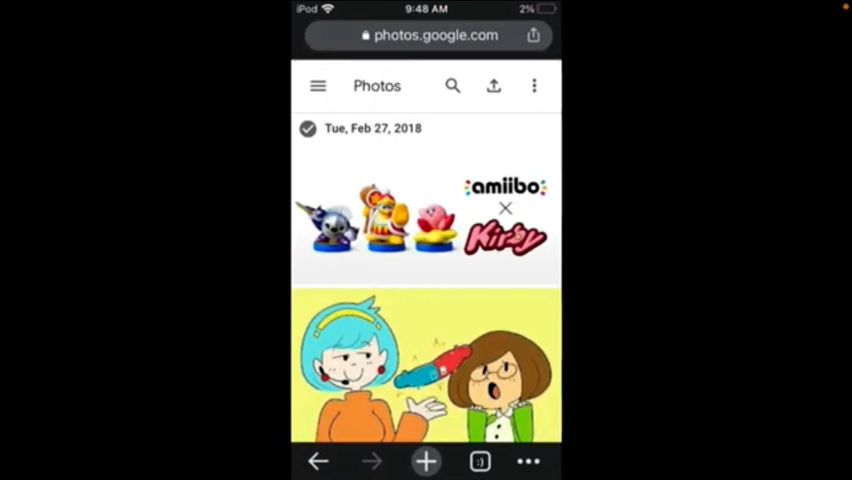 iPod 9:48 AM 2%
photos.google.com
Photos
Tue, Feb 27, 2018
amiibo
×
Kirby
:)